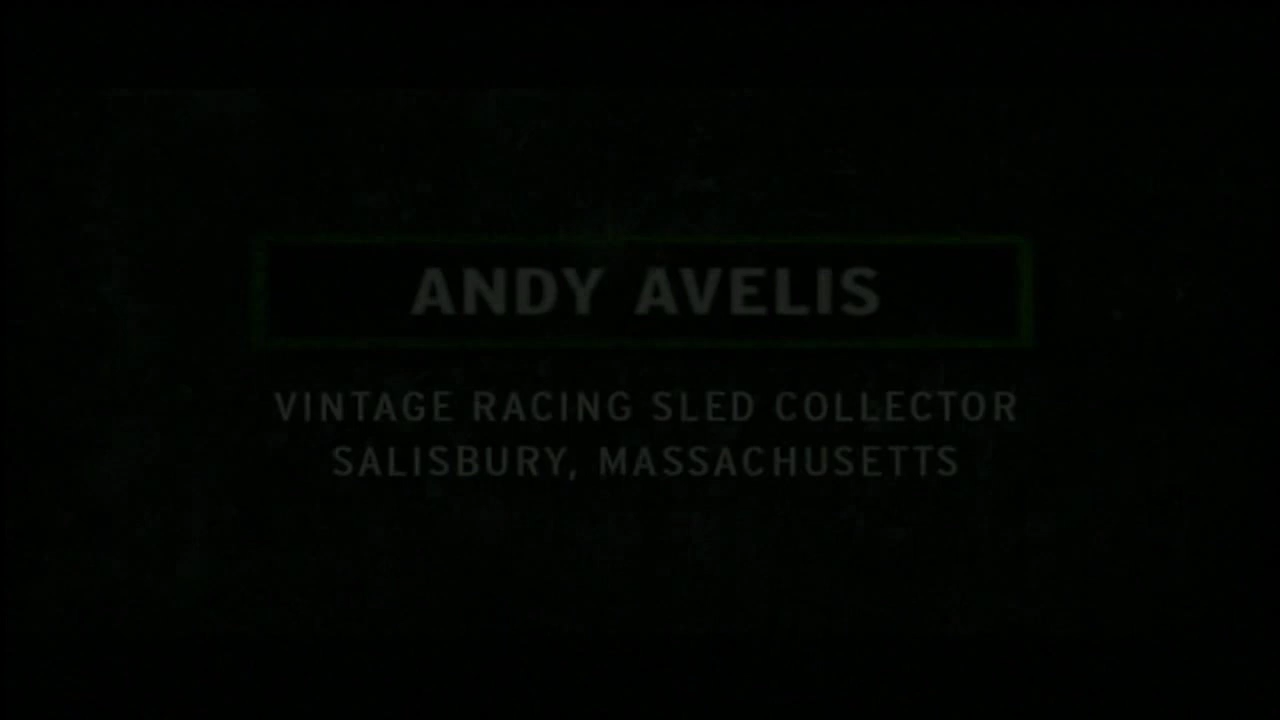 ANDY AVELIS
VINTAGE RACING SLED COLLECTOR
SALISBURY, MASSACHUSETTS